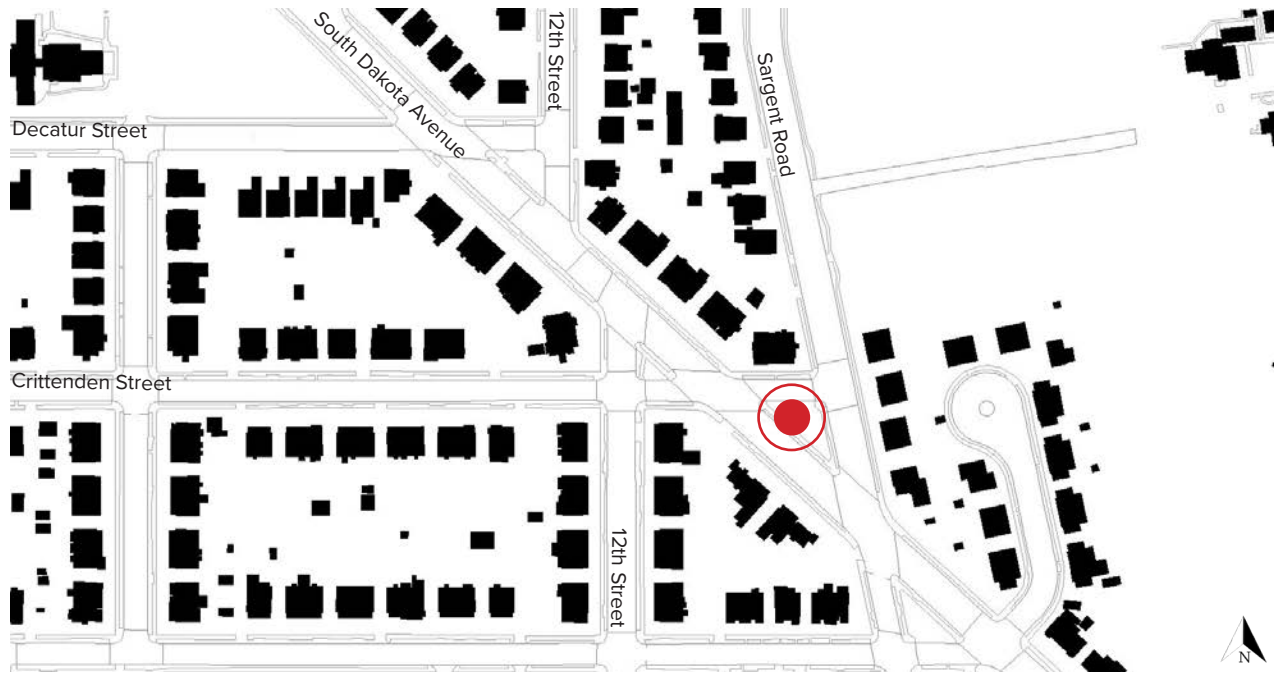 12th Street
South Dakota Avenue
Sargent Road
Decatur Street
Crittenden Street
12th Street
N